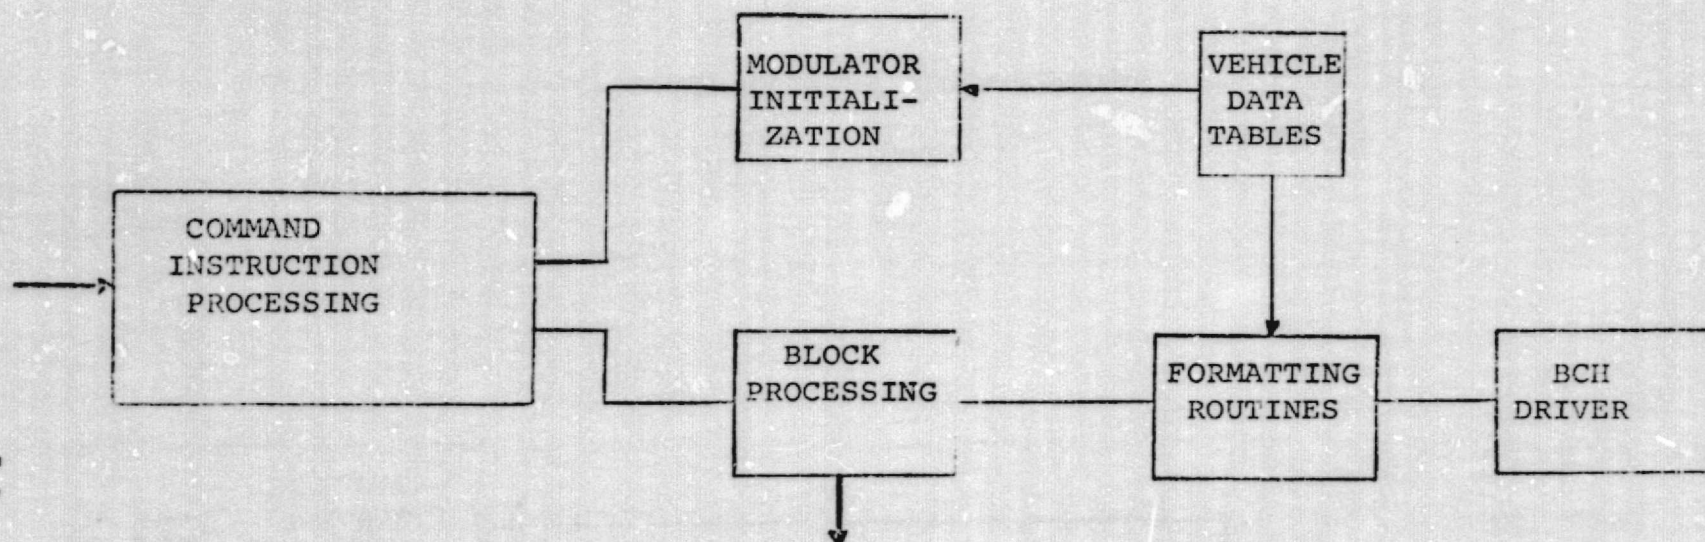 MODULATOR
INITIALI-
ZATION
VEHICLE
DATA
TABLES
COMMAND
INSTRUCTION
PROCESSING
BLOCK
PROCESSING
FORMATTING
ROUTINES
BCH
DRIVER